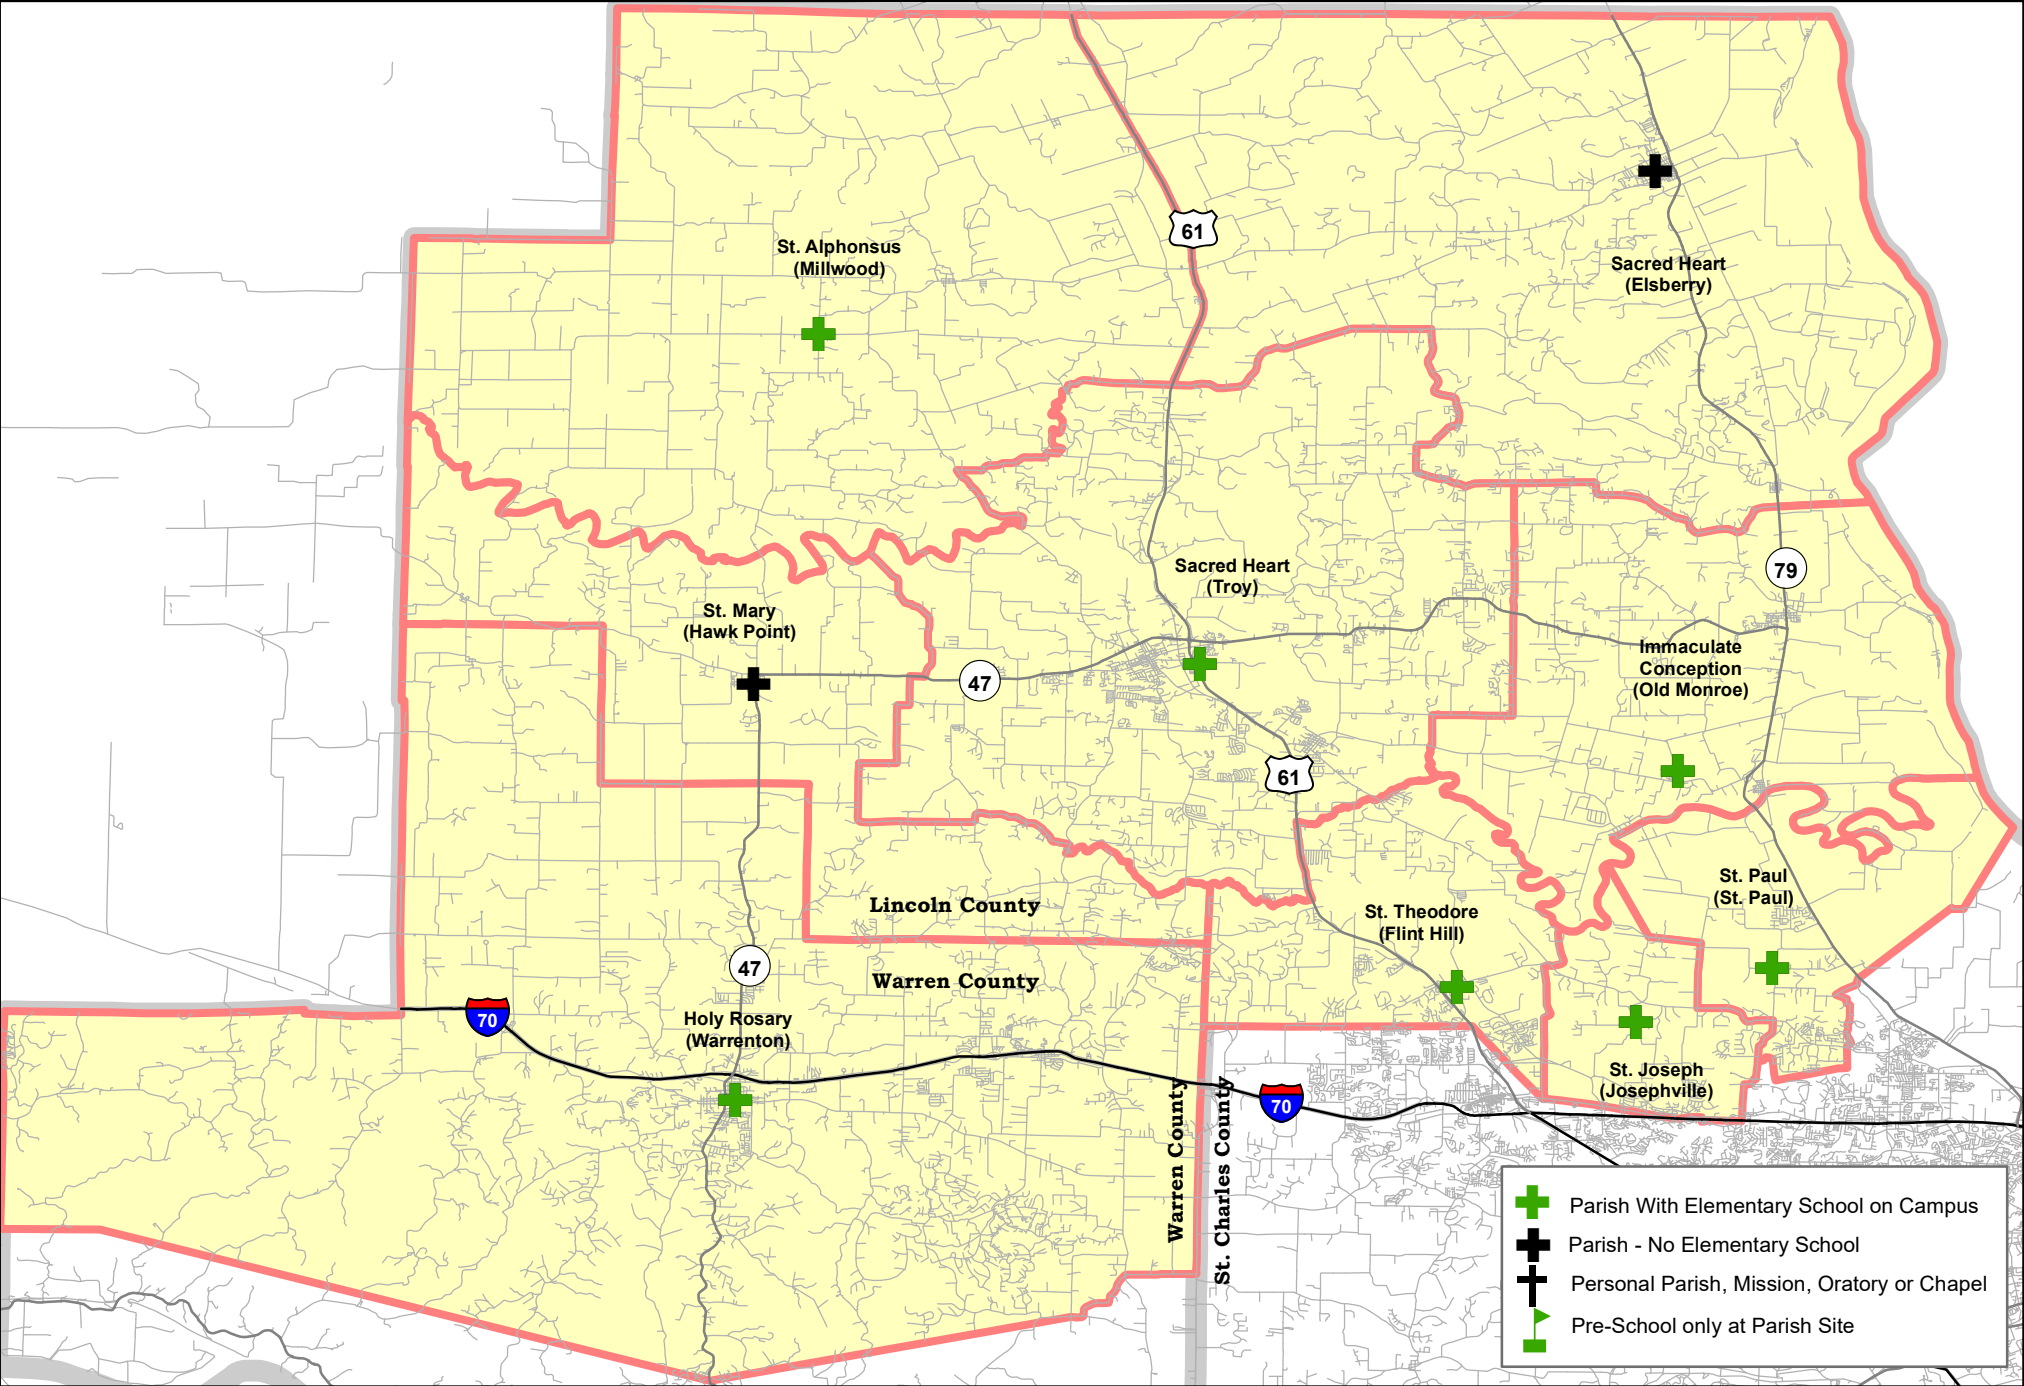 61
St. Alphonsus
(Millwood)
Sacred Heart
(Elsberry)
Sacred Heart
(Troy)
79
St. Mary
(Hawk Point)
Immaculate
Conception
(Old Monroe)
47
61
St. Paul
(St. Paul)
Lincoln County
St. Theodore
(Flint Hill)
47
Warren County
70
Holy Rosary
(Warrenton)
St. Joseph
(Josephville)
70
Warren County
St. Charles County
Parish With Elementary School on Campus
Parish - No Elementary School
Personal Parish, Mission, Oratory or Chapel
Pre-School only at Parish Site